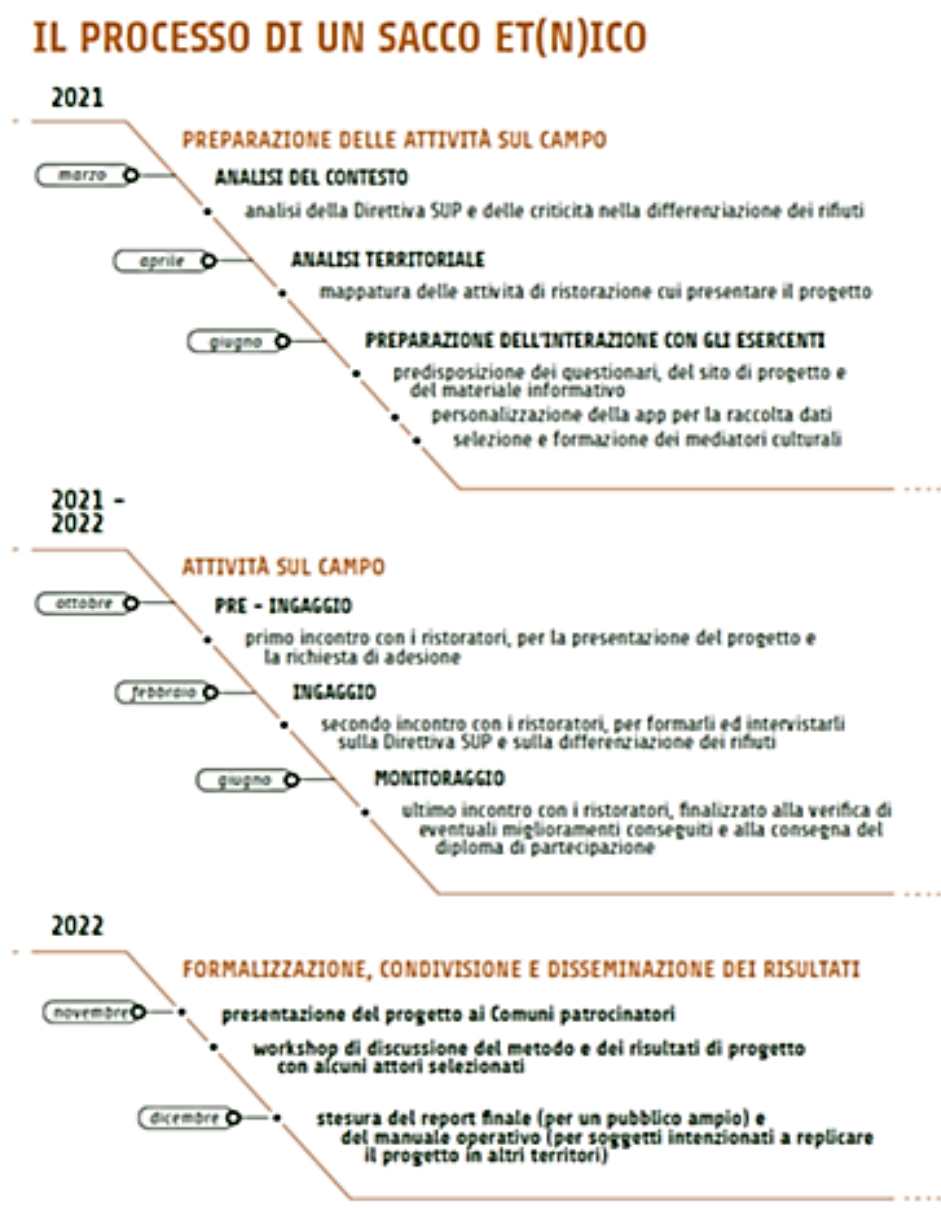 IL PROCESSO DI UN SACCO ET(N)ICO
2021
PREPARAZIONE DELLE ATTIVITÀ SUL CAMPO
marzo
ANALISI DEL CONTESTO
analisi della Direttiva SUP e delle criticità nella differenziazione dei rifiuti
aprile
ANALISI TERRITORIALE
mappatura delle attività di ristorazione cui presentare il progetto
giugno
PREPARAZIONE DELL'INTERAZIONE CON GLI ESERCENTI
predisposizione dei questionari, del sito di progetto e
del materiale informativo
personalizzazione della app per la raccolta dati
selezione e formazione dei mediatori culturali
2021 -
2022
ATTIVITÀ SUL CAMPO
ottobre
PRE - INGAGGIO
primo incontro con i ristoratori, per la presentazione del progetto e
la richiesta di adesione
febbraio
INGAGGIO
secondo incontro con i ristoratori, per formarli ed intervistarli
sulla Direttiva SUP e sulla differenziazione dei rifiuti
giugno
MONITORAGGIO
ultimo incontro con i ristoratori, finalizzato alla verifica di
eventuali miglioramenti conseguiti e alla consegna del
diploma di partecipazione
2022
FORMALIZZAZIONE, CONDIVISIONE E DISSEMINAZIONE DEI RISULTATI
novembre
presentazione del progetto ai Comuni patrocinatori
workshop di discussione del metodo e dei risultati di progetto
con alcuni attori selezionati
dicembre
stesura del report finale (per un pubblico ampio) e
del manuale operativo (per soggetti intenzionati a replicare
il progetto in altri territori)